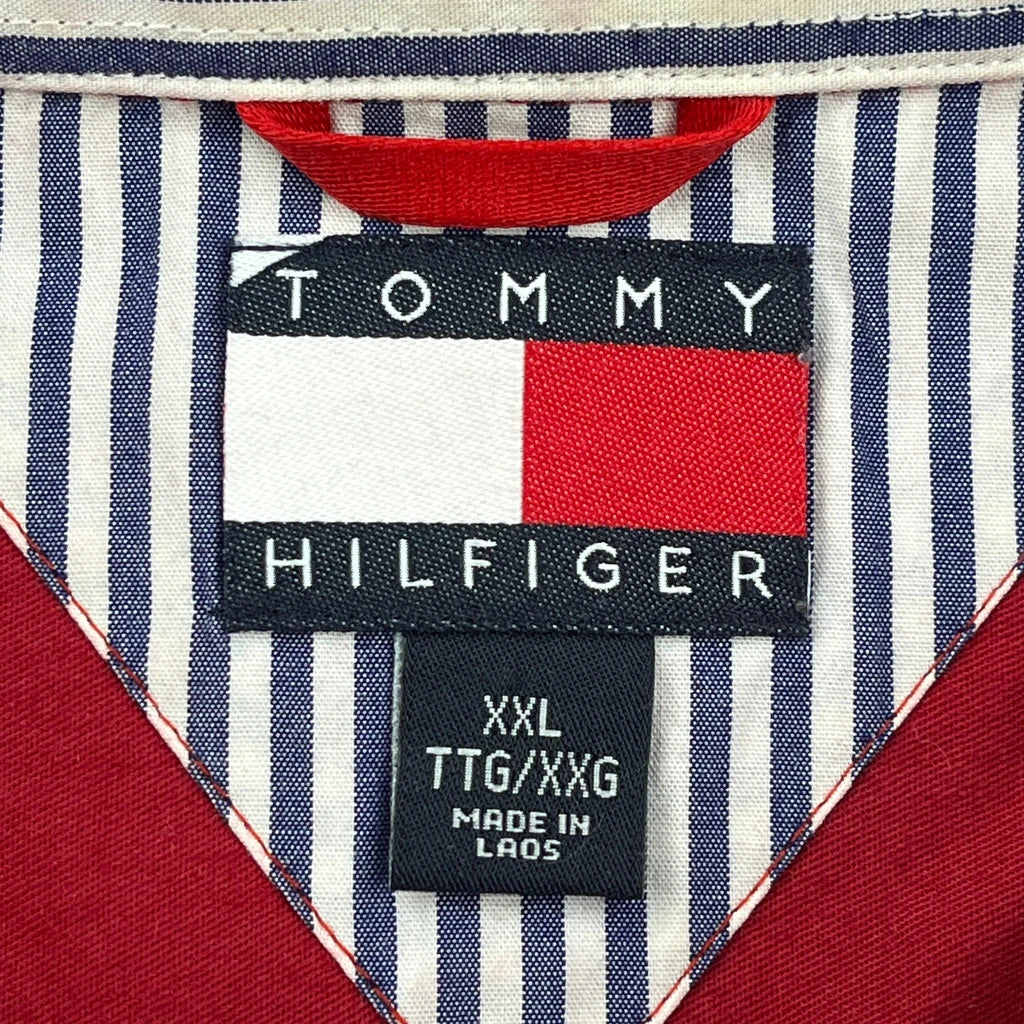 TOMMY
HILFIGER
XXL
TTG/XXG
MADE IN
LAOS